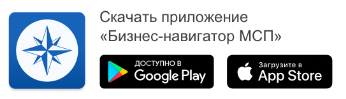 Скачать приложение
«Бизнес-навигатор МСП»
ДОСТУПНО В
Google Play
Загрузите в
App Store